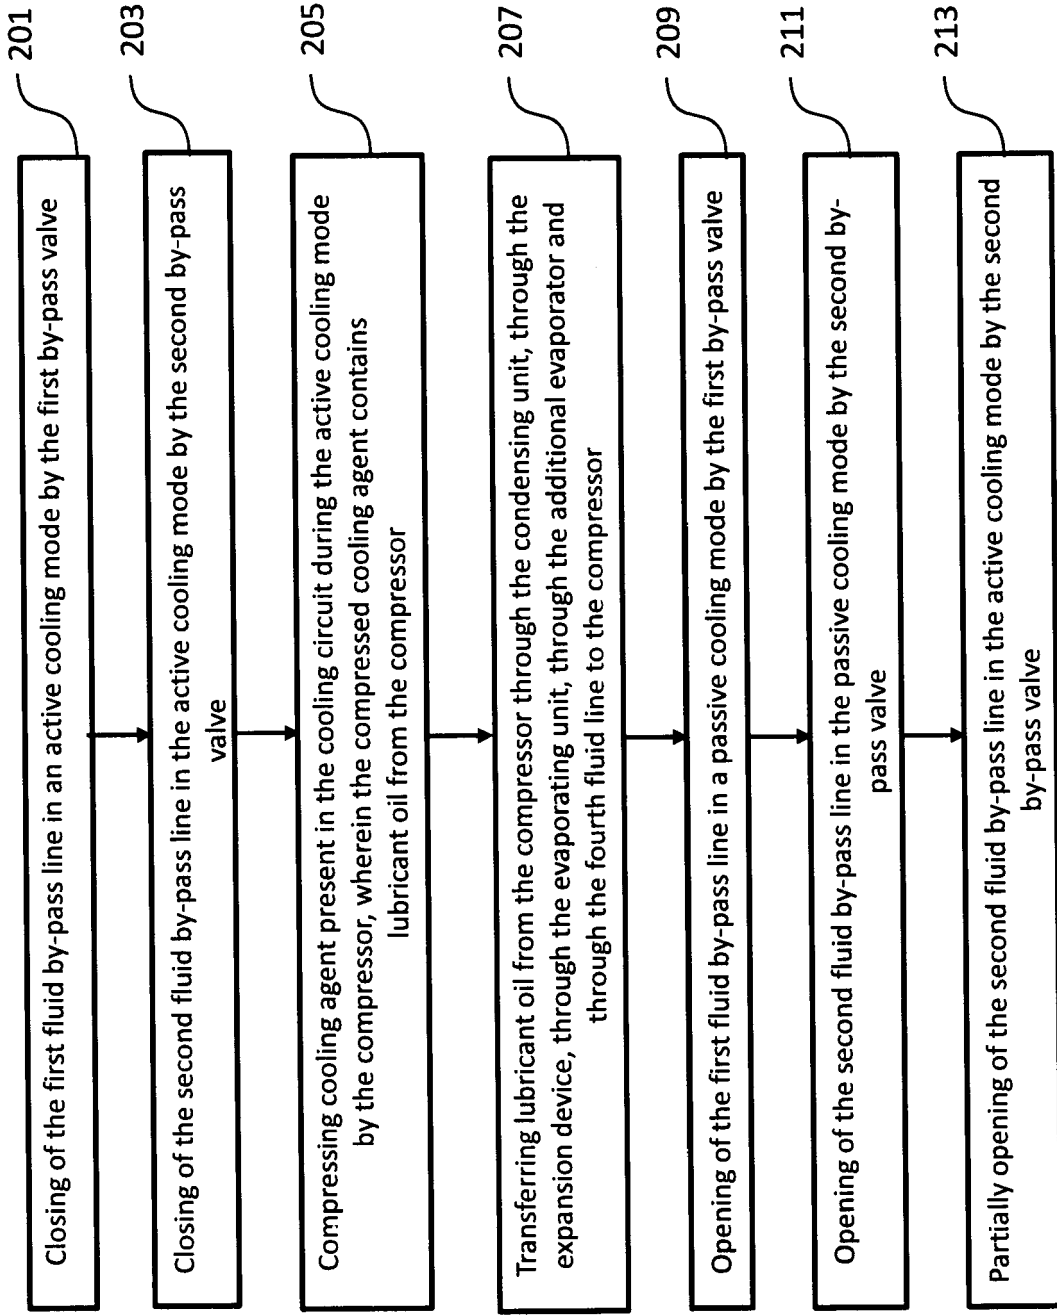 Closing of the first fluid by-pass line in an active cooling mode by the first by-pass valve
201
Closing of the second fluid by-pass line in the active cooling mode by the second by-pass
valve
203
Compressing cooling agent present in the cooling circuit during the active cooling mode
by the compressor, wherein the compressed cooling agent contains
lubricant oil from the compressor
205
Transferring lubricant oil from the compressor through the condensing unit, through the
expansion device, through the evaporating unit, through the additional evaporator and
through the fourth fluid line to the compressor
207
Opening of the first fluid by-pass line in a passive cooling mode by the first by-pass valve
209
Opening of the second fluid by-pass line in the passive cooling mode by the second by-
pass valve
211
Partially opening of the second fluid by-pass line in the active cooling mode by the second
by-pass valve
213